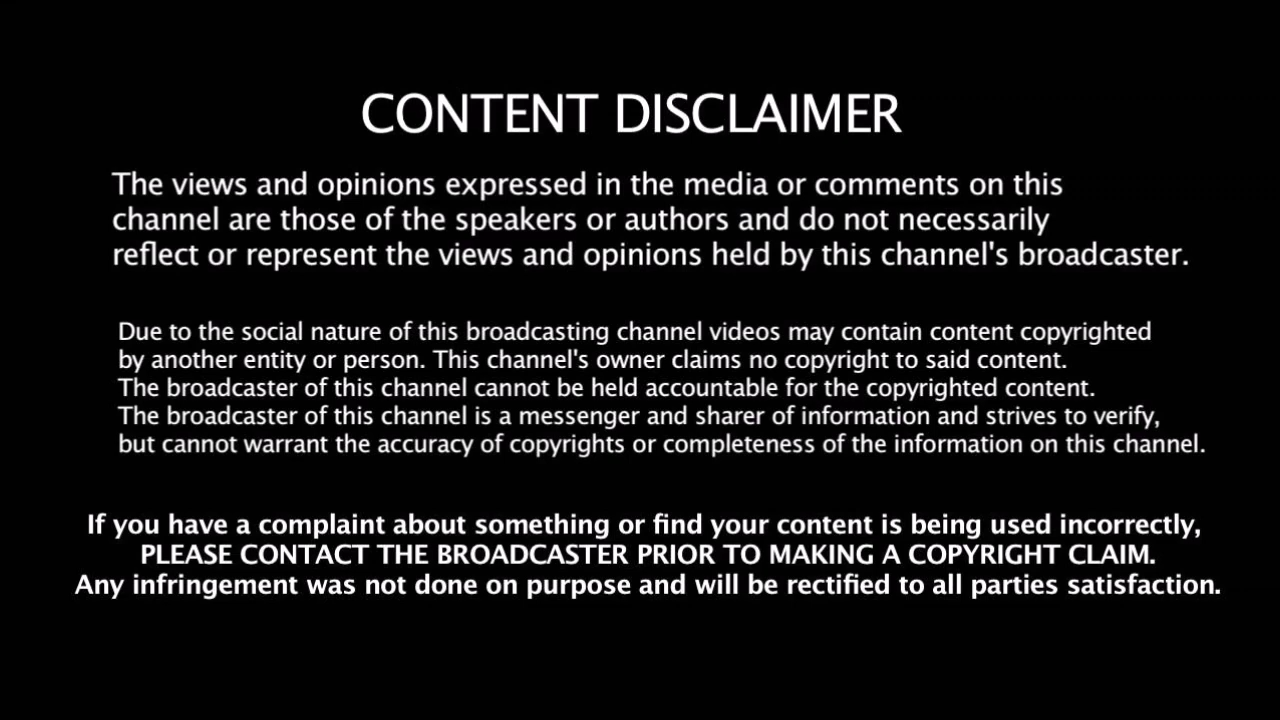 CONTENT DISCLAIMER
The views and opinions expressed in the media or comments on this
channel are those of the speakers or authors and do not necessarily
reflect or represent the views and opinions held by this channel's broadcaster.
Due to the social nature of this broadcasting channel videos may contain content copyrighted
by another entity or person. This channel's owner claims no copyright to said content.
The broadcaster of this channel cannot be held accountable for the copyrighted content.
The broadcaster of this channel is a messenger and sharer of information and strives to verify,
but cannot warrant the accuracy of copyrights or completeness of the information on this channel.
If you have a complaint about something or find your content is being used incorrectly,
PLEASE CONTACT THE BROADCASTER PRIOR TO MAKING A COPYRIGHT CLAIM.
Any infringement was not done on purpose and will be rectified to all parties satisfaction.